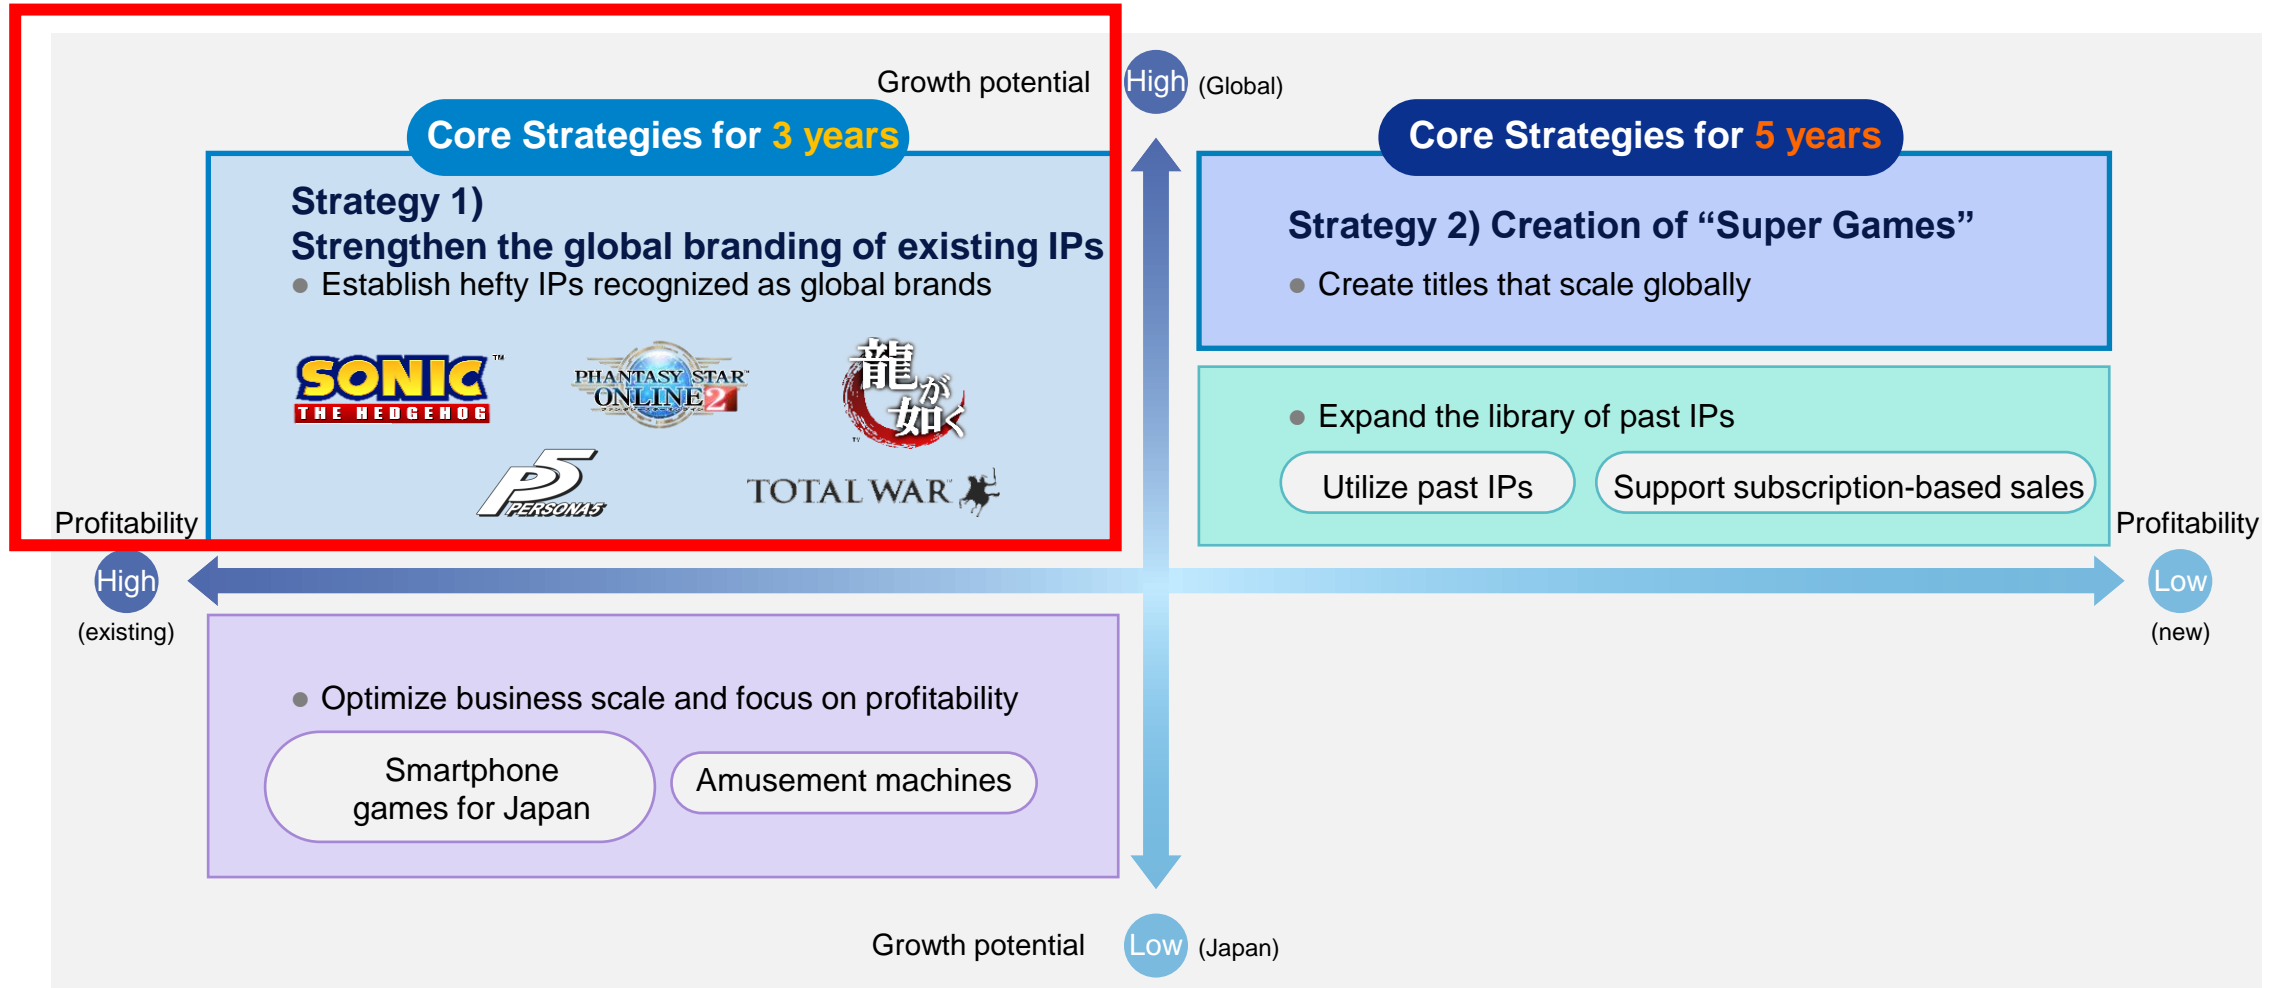 Growth potential
High (Global)
Core Strategies for 3 years
Strategy 1)
Strengthen the global branding of existing IPs
● Establish hefty IPs recognized as global brands
SONIC™
THE HEDGEHOG
PHANTASY STAR
ONLINE 2
龍が如く
TM
P5
PERSONA5
TOTAL WAR
Core Strategies for 5 years
Strategy 2) Creation of “Super Games”
● Create titles that scale globally
● Expand the library of past IPs
Utilize past IPs
Support subscription-based sales
Profitability
High
(existing)
Profitability
Low
(new)
● Optimize business scale and focus on profitability
Smartphone
games for Japan
Amusement machines
Growth potential
Low (Japan)